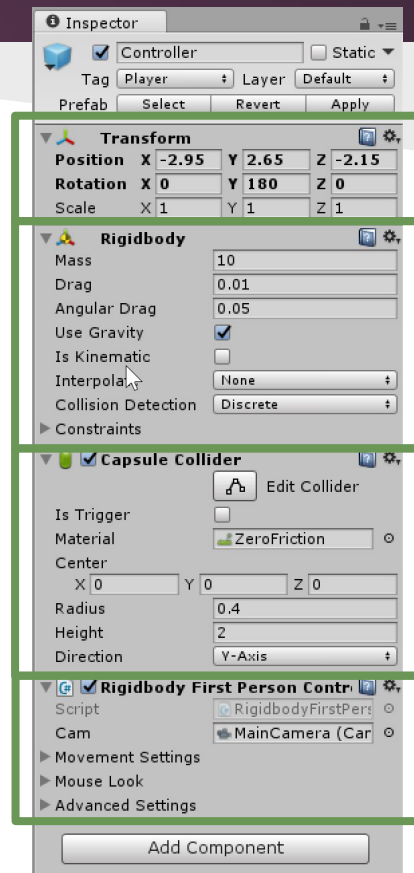 Inspector
Controller Static
Tag Player Layer Default
Prefab Select Revert Apply
Transform
Position X -2.95 Y 2.65 Z -2.15
Rotation X 0 Y 180 Z 0
Scale X 1 Y 1 Z 1
Rigidbody
Mass 10
Drag 0.01
Angular Drag 0.05
Use Gravity
Is Kinematic
Interpolate None
Collision Detection Discrete
Constraints
Capsule Collider
Edit Collider
Is Trigger
Material ZeroFriction
Center
X 0 Y 0 Z 0
Radius 0.4
Height 2
Direction Y-Axis
Rigidbody First Person Contr
Script RigidbodyFirstPers
Cam MainCamera (Car
Movement Settings
Mouse Look
Advanced Settings
Add Component